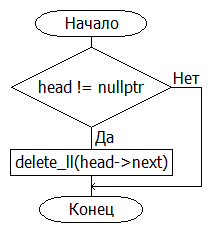 Начало
head != nullptr
Нет
Да
delete_ll(head->next)
Конец